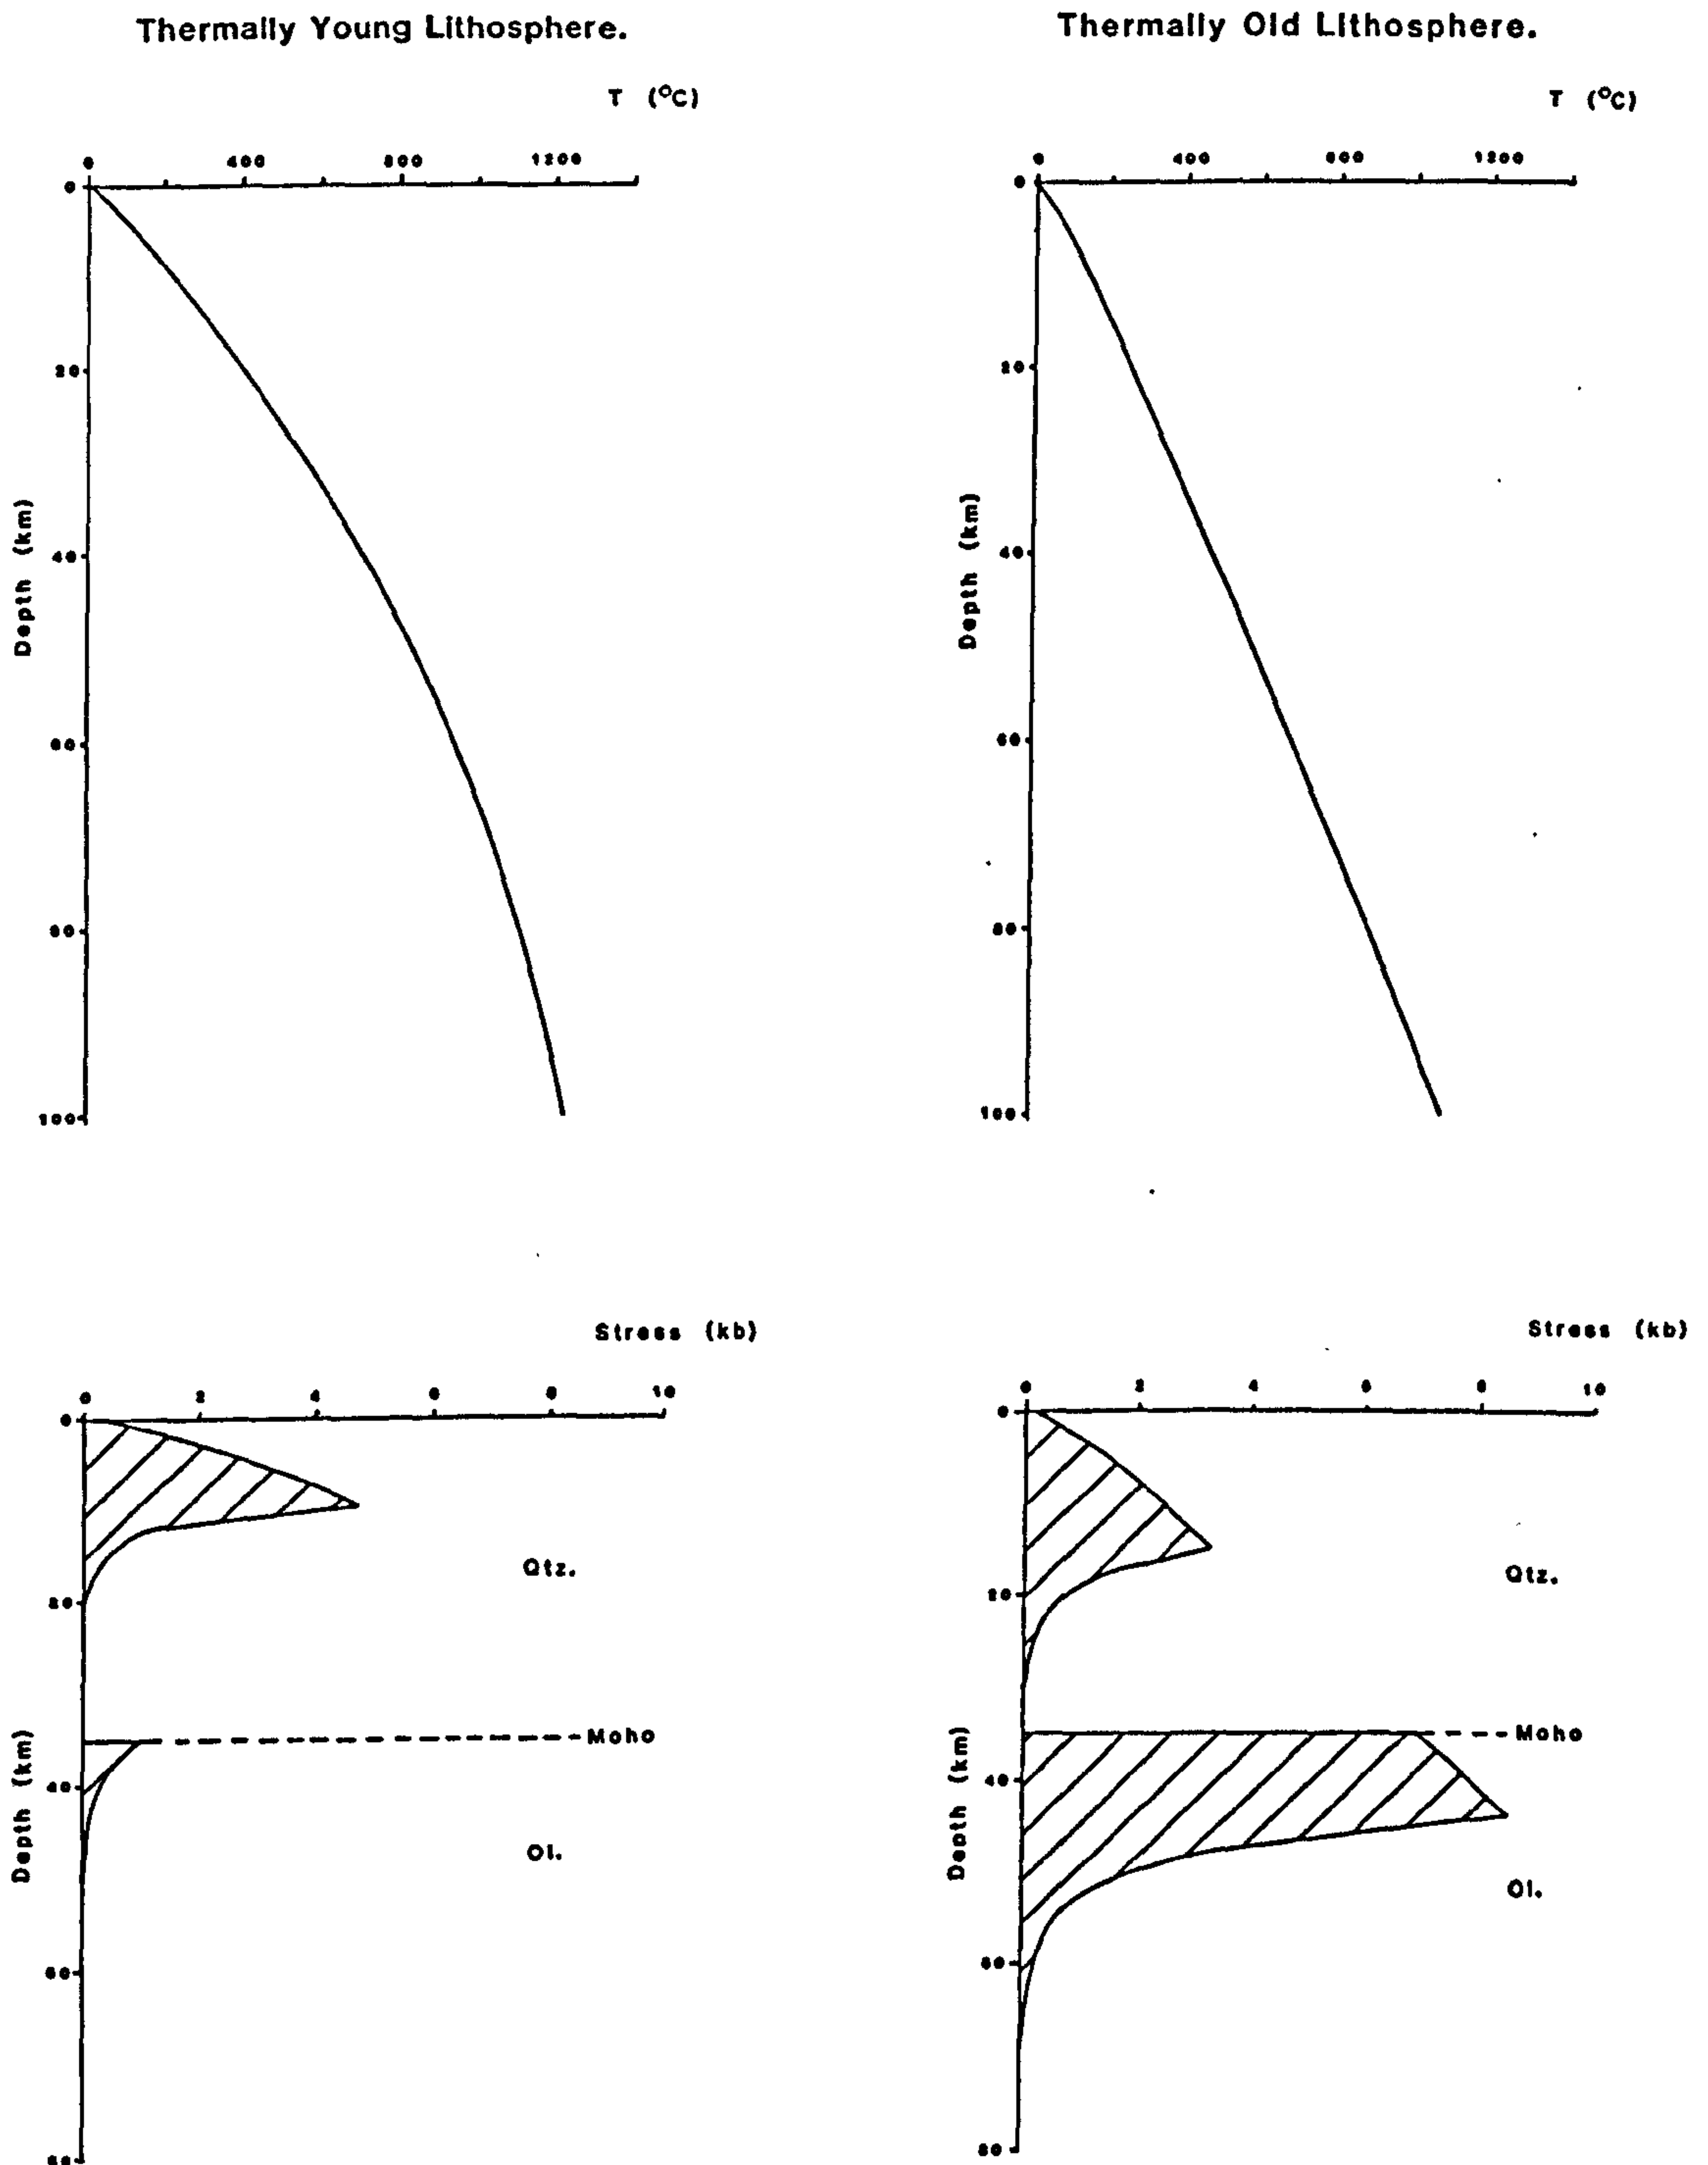 Thermally Young Lithosphere.
T (°C)
0 400 800 1200
0
20
40
60
80
100
Depth (km)
Thermally Old Lithosphere.
T (°C)
0 400 800 1200
0
20
40
60
80
100
Depth (km)
Stress (kb)
0 2 4 6 8 10
0
20
40
60
80
Depth (km)
Qtz.
Moho
Ol.
Stress (kb)
0 2 4 6 8 10
0
20
40
60
80
Depth (km)
Qtz.
Moho
Ol.